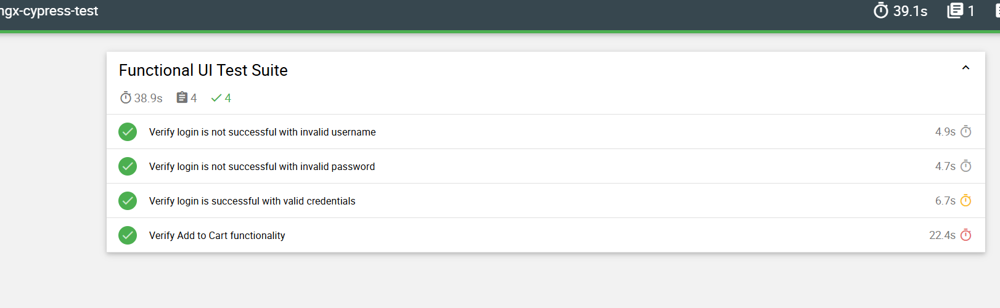 ngx-cypress-test
39.1s 1
Functional UI Test Suite
38.9s 4 4
Verify login is not successful with invalid username 4.9s
Verify login is not successful with invalid password 4.7s
Verify login is successful with valid credentials 6.7s
Verify Add to Cart functionality 22.4s